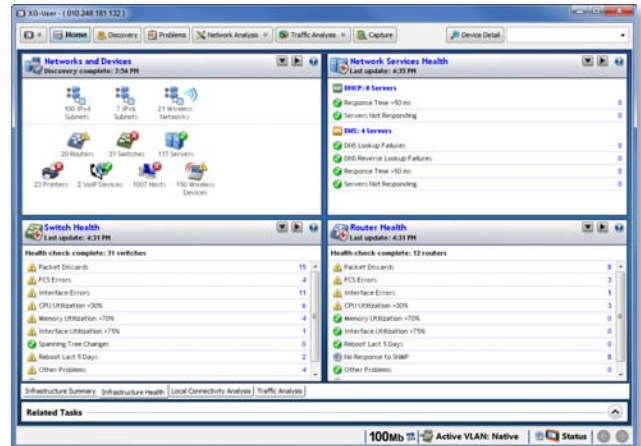 XG-User - ( 010.248.181.132 )
Home
Discovery
Problems
Network Analysis
Traffic Analysis
Capture
Device Detail
Networks and Devices
Discovery complete: 3:56 PM
100 IPv4 Subnets
7 IPv6 Subnets
21 Wireless Networks
20 Routers
31 Switches
117 Servers
23 Printers
2 VoIP Devices
1007 Hosts
150 Wireless Devices
Network Services Health
Last update: 4:35 PM
DHCP: 8 Servers
Response Time >50 ms 0
Servers Not Responding 0
DNS: 4 Servers
DNS Lookup Failures 0
DNS Reverse Lookup Failures 0
Response Time >50 ms 0
Servers Not Responding 0
Switch Health
Last update: 4:31 PM
Health check complete: 31 switches
Packet Discards 15
FCS Errors 4
Interface Errors 11
CPU Utilization >30% 6
Memory Utilization >70% 4
Interface Utilization >75% 1
Spanning Tree Changes 0
Reboot Last 5 Days 2
Other Problems 4
Router Health
Last update: 4:31 PM
Health check complete: 12 routers
Packet Discards 8
FCS Errors 3
Interface Errors 5
CPU Utilization >30% 3
Memory Utilization >70% 0
Interface Utilization >75% 0
Reboot Last 5 Days 0
No Response to SNMP 8
Other Problems 0
Infrastructure Summary
Infrastructure Health
Local Connectivity Analysis
Traffic Analysis
Related Tasks
100Mb
Active VLAN: Native
Status